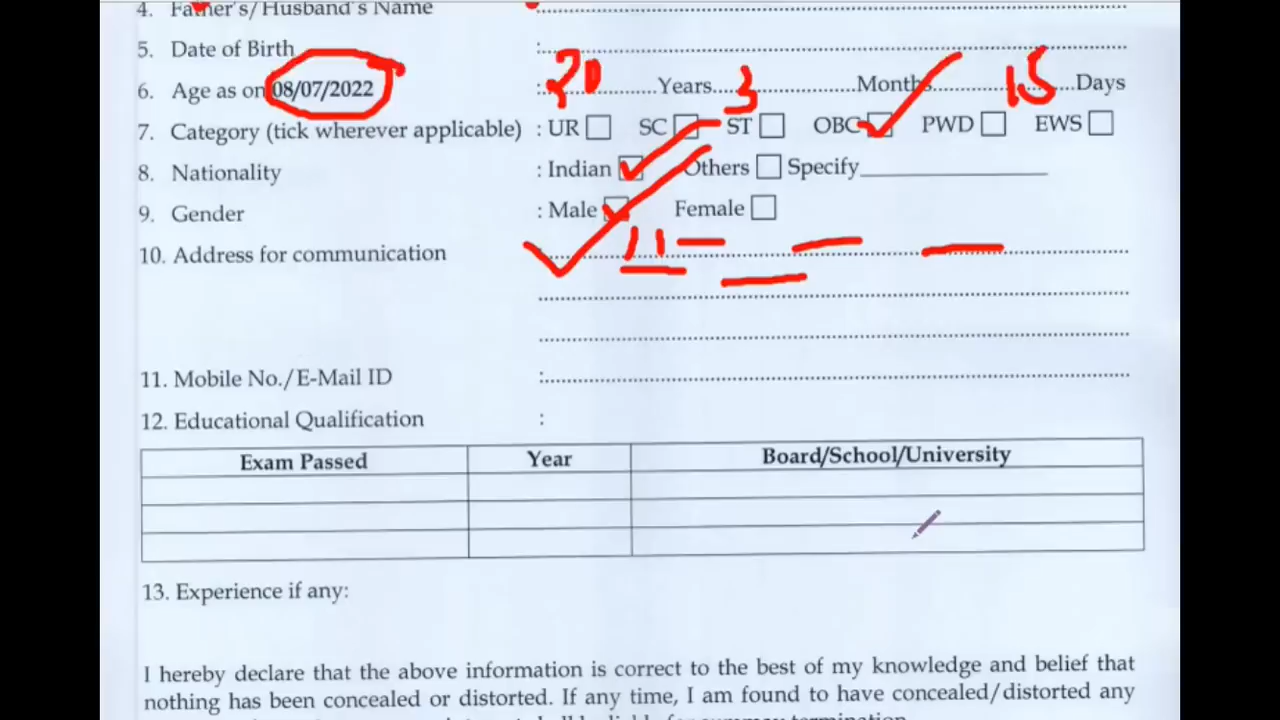 4. Father's/Husband's Name :
5. Date of Birth :
6. Age as on 08/07/2022 : 20 Years 3 Months 15 Days
7. Category (tick wherever applicable) : UR SC ST OBC PWD EWS
8. Nationality : Indian Others Specify
9. Gender : Male Female
10. Address for communication
11. Mobile No./E-Mail ID :
12. Educational Qualification :
Exam Passed Year Board/School/University
13. Experience if any:
I hereby declare that the above information is correct to the best of my knowledge and belief that
nothing has been concealed or distorted. If any time, I am found to have concealed/distorted any